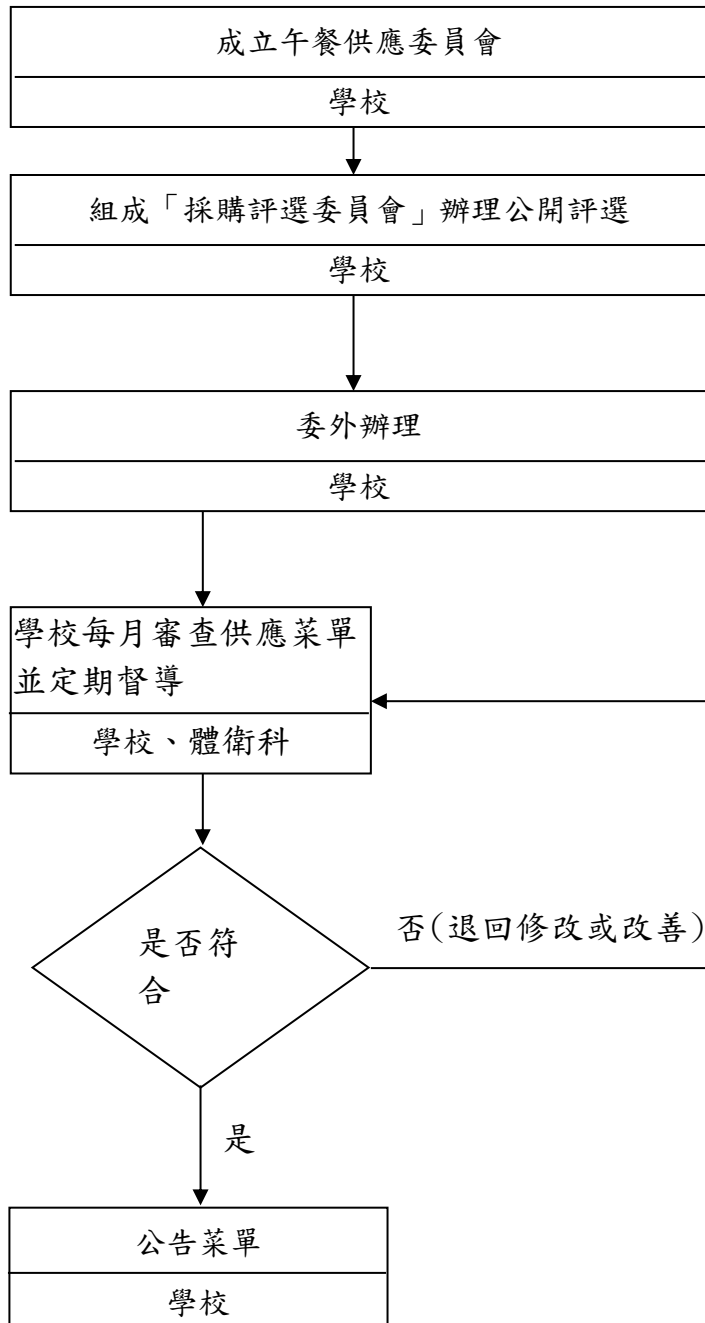 成立午餐供應委員會
學校
組成「採購評選委員會」辦理公開評選
學校
委外辦理
學校
學校每月審查供應菜單
並定期督導
學校、體衛科
是否符
合
否(退回修改或改善)
是
公告菜單
學校